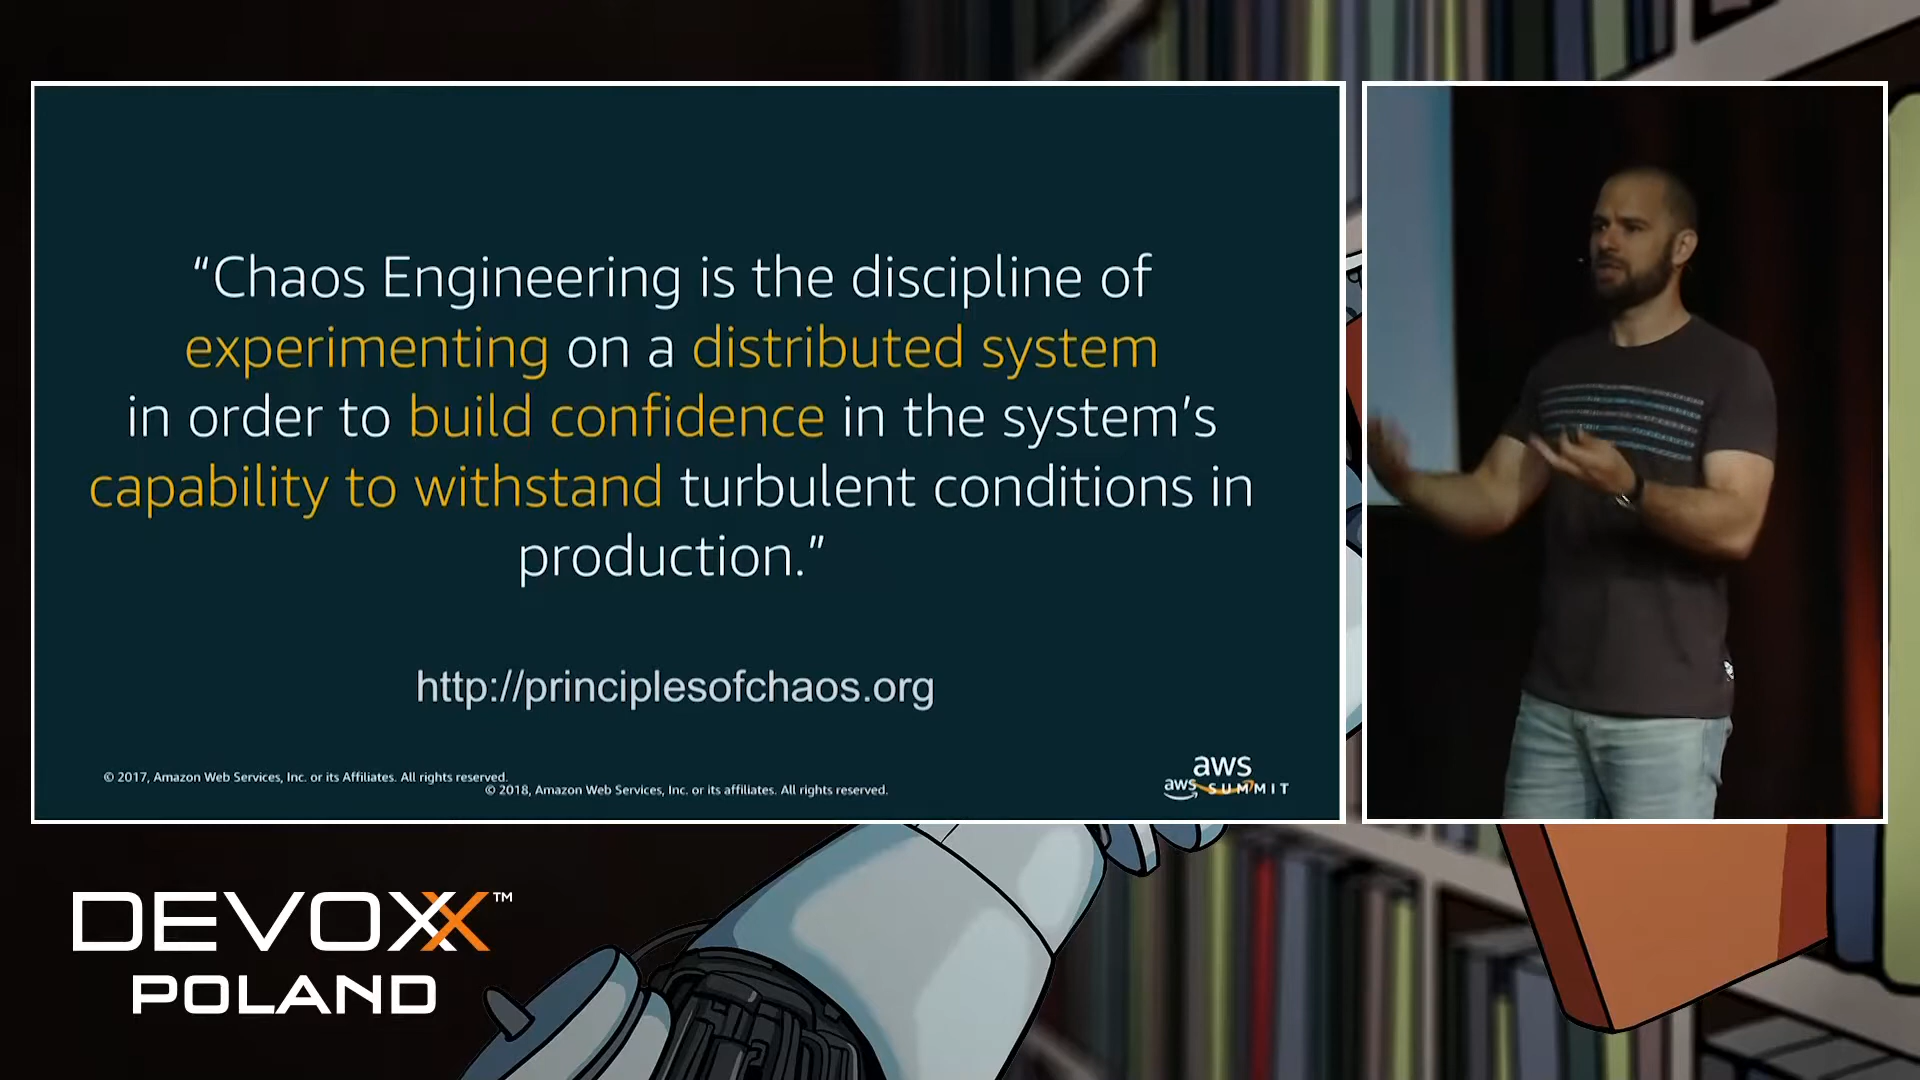 “Chaos Engineering is the discipline of
experimenting on a distributed system
in order to build confidence in the system’s
capability to withstand turbulent conditions in
production.”
http://principlesofchaos.org
© 2017, Amazon Web Services, Inc. or its Affiliates. All rights reserved.
© 2018, Amazon Web Services, Inc. or its affiliates. All rights reserved.
aws
aws SUMMIT
DEVOXX™
POLAND